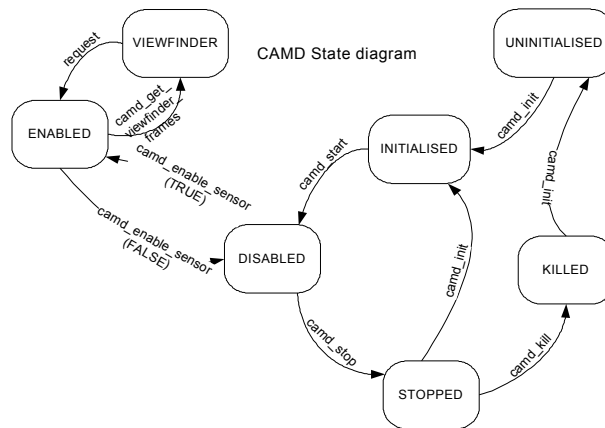 VIEWFINDER
CAMD State diagram
UNINITIALISED
request
camd_get_
viewfinder_
frames
ENABLED
camd_init
camd_start
INITIALISED
camd_enable_sensor
(TRUE)
camd_init
camd_enable_sensor
(FALSE)
DISABLED
camd_init
KILLED
camd_stop
camd_kill
STOPPED